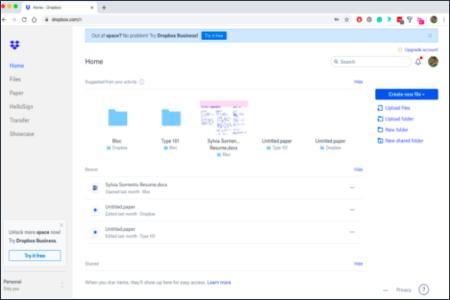 Home - Dropbox
dropbox.com/h
Out of space? No problem! Try Dropbox Business!
Try it free
Upgrade account
Home
Search
Home
Files
Paper
HelloSign
Transfer
Showcase
Suggested from your activity
Hide
Bloc
Dropbox
Type 101
Bloc
Sylvia Sorr
Resume.docx
Bloc
Untitled.paper
Type 101
Untitled.paper
Dropbox
Create new file
Upload files
Upload folder
New folder
New shared folder
Recent
Hide
Resume.docx
Opened last month · Bloc
Untitled.paper
Edited last month · Dropbox
Untitled.paper
Edited last month · Type 101
Starred
Hide
When you star items, they'll show up here for easy access. Learn more
Unlock more space now!
Try Dropbox Business.
Try it free
Personal
Only you
Privacy